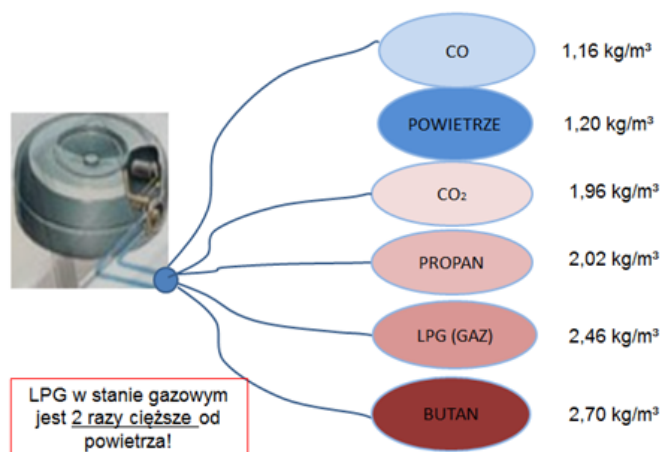 CO 1,16 kg/m³
POWIETRZE 1,20 kg/m³
CO₂ 1,96 kg/m³
PROPAN 2,02 kg/m³
LPG (GAZ) 2,46 kg/m³
BUTAN 2,70 kg/m³
LPG w stanie gazowym
jest 2 razy cięższe od
powietrza!